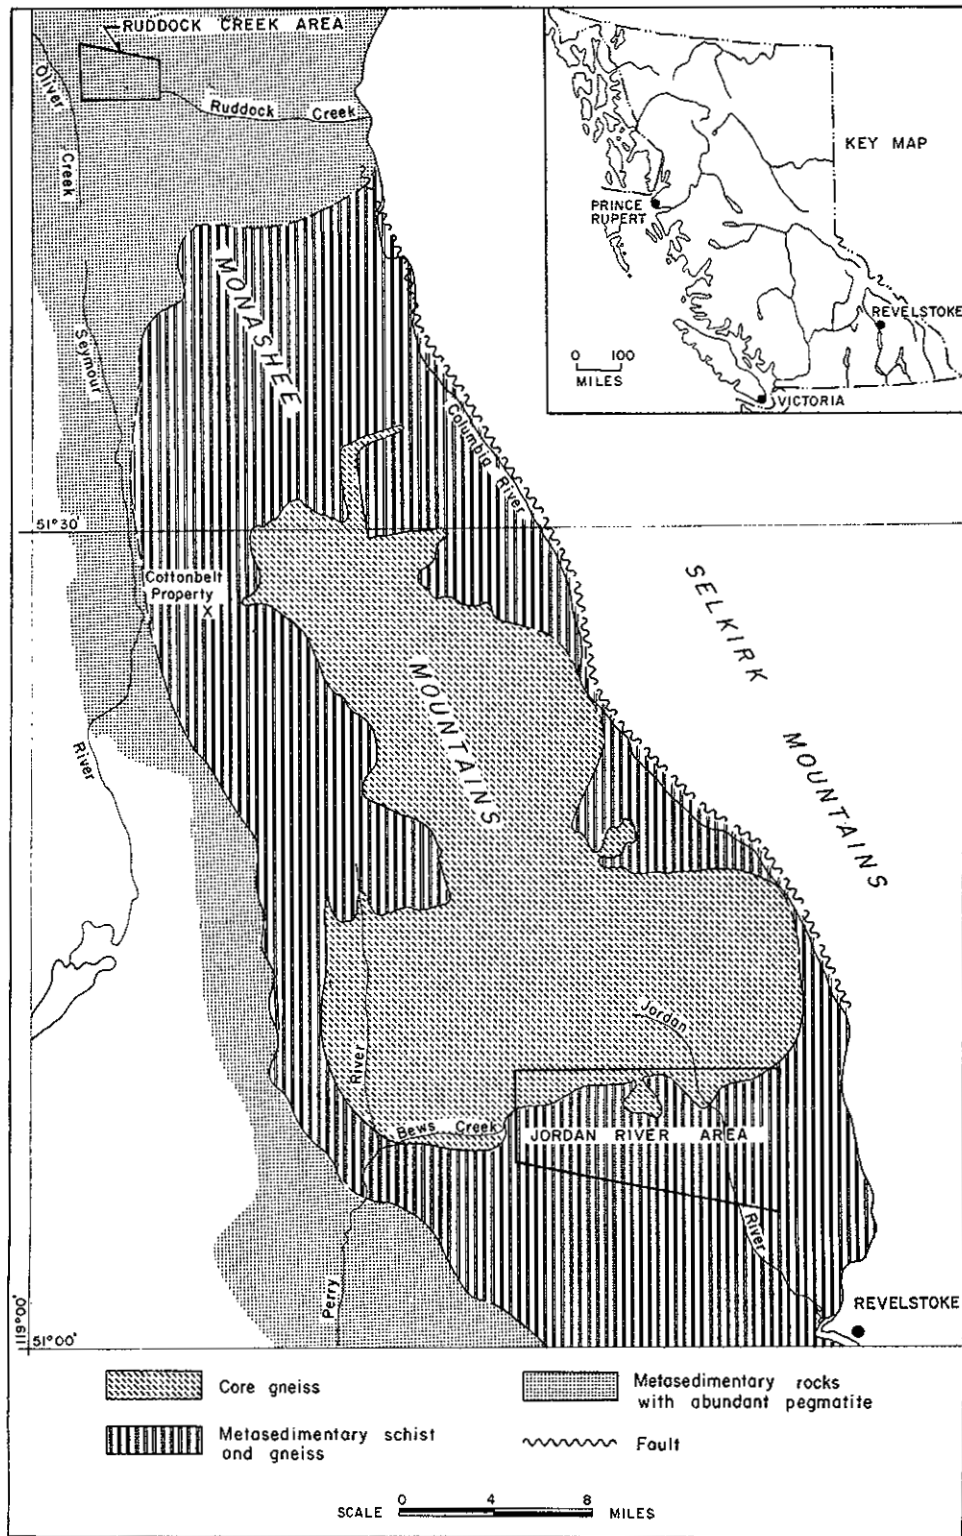 RUDDOCK CREEK AREA
Oliver
Creek
Ruddock Creek
KEY MAP
PRINCE
RUPERT
REVELSTOKE
0 100
MILES
VICTORIA
MONASHEE
Seymour
Columbia River
51°30'
Cottonbelt
Property
X
SELKIRK
MOUNTAINS
MOUNTAINS
River
Jordan
River
Bews Creek
JORDAN RIVER AREA
River
Perry
REVELSTOKE
119°00'
51°00'
Core gneiss
Metasedimentary rocks
with abundant pegmatite
Metasedimentary schist
and gneiss
Fault
SCALE 0 4 8 MILES